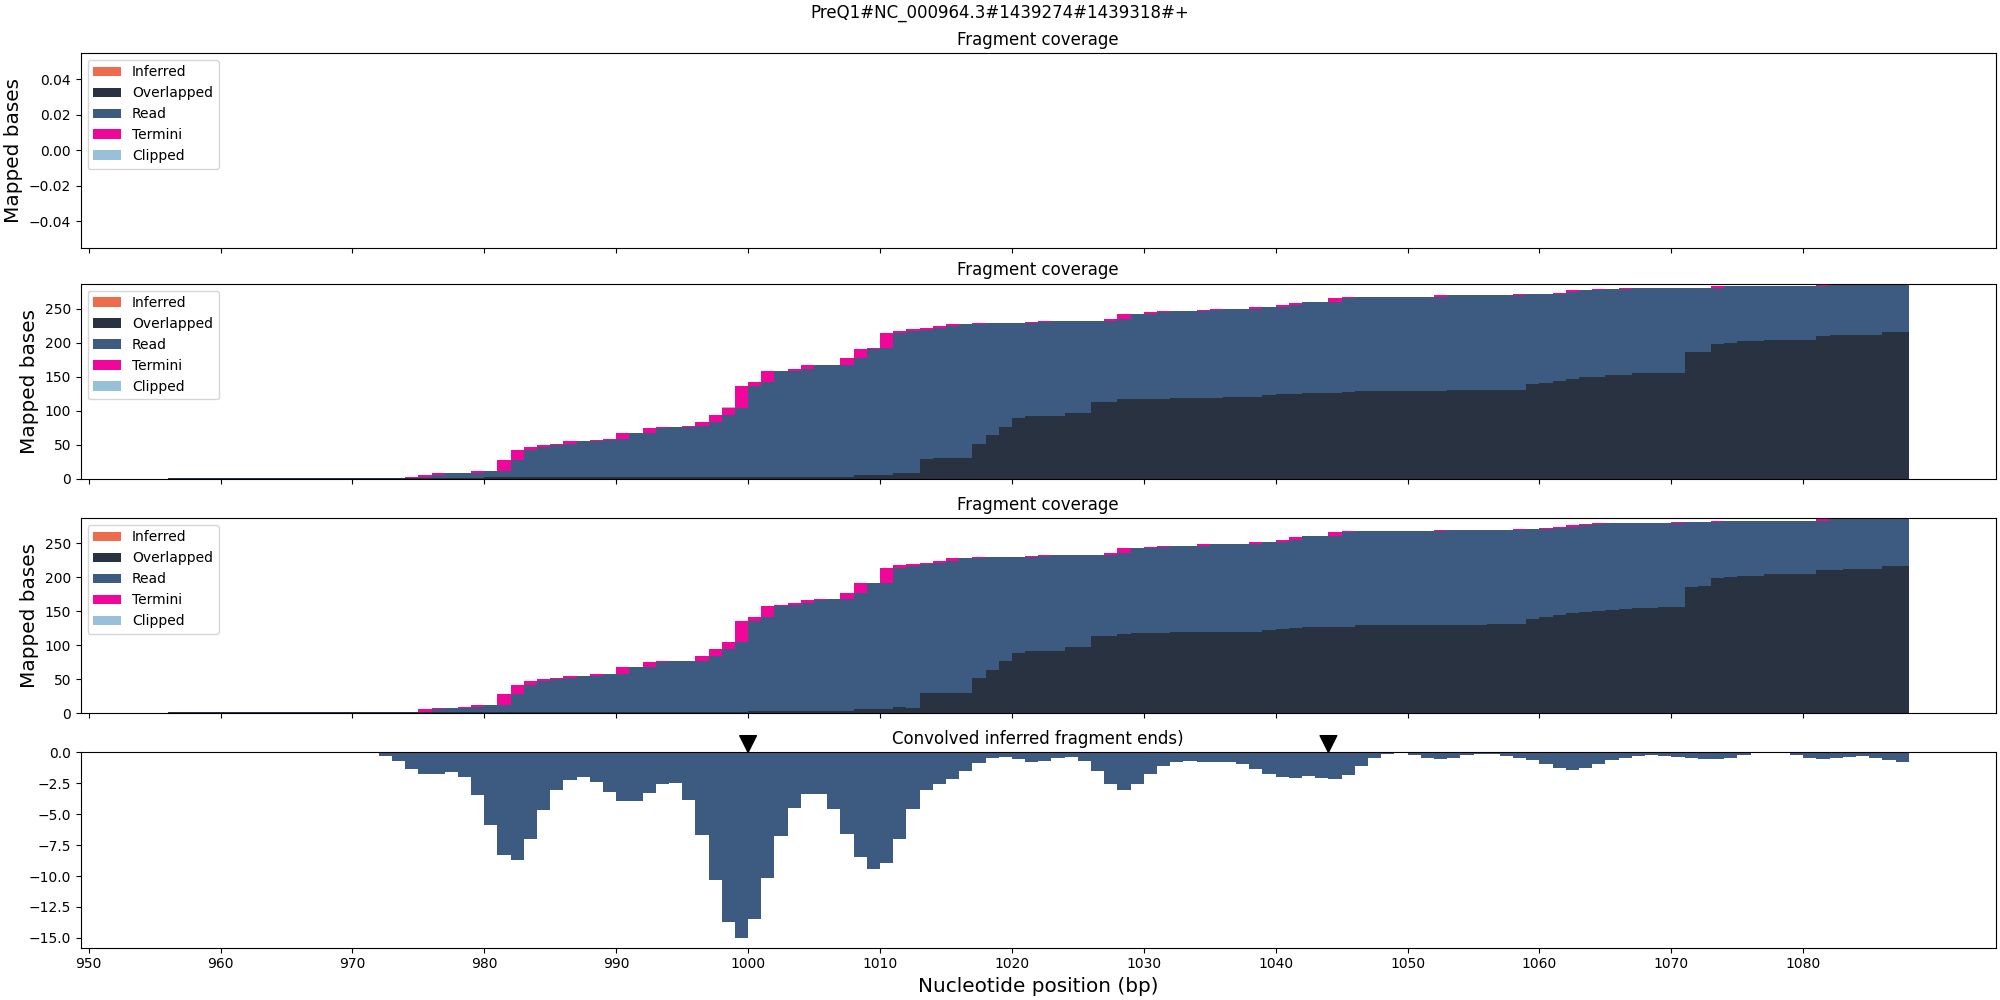 PreQ1#NC_000964.3#1439274#1439318#+
Fragment coverage
Mapped bases
0.04
0.02
0.00
−0.02
−0.04
Inferred
Overlapped
Read
Termini
Clipped
Fragment coverage
Mapped bases
250
200
150
100
50
0
Inferred
Overlapped
Read
Termini
Clipped
Fragment coverage
Mapped bases
250
200
150
100
50
0
Inferred
Overlapped
Read
Termini
Clipped
Convolved inferred fragment ends)
0.0
−2.5
−5.0
−7.5
−10.0
−12.5
−15.0
950 960 970 980 990 1000 1010 1020 1030 1040 1050 1060 1070 1080
Nucleotide position (bp)